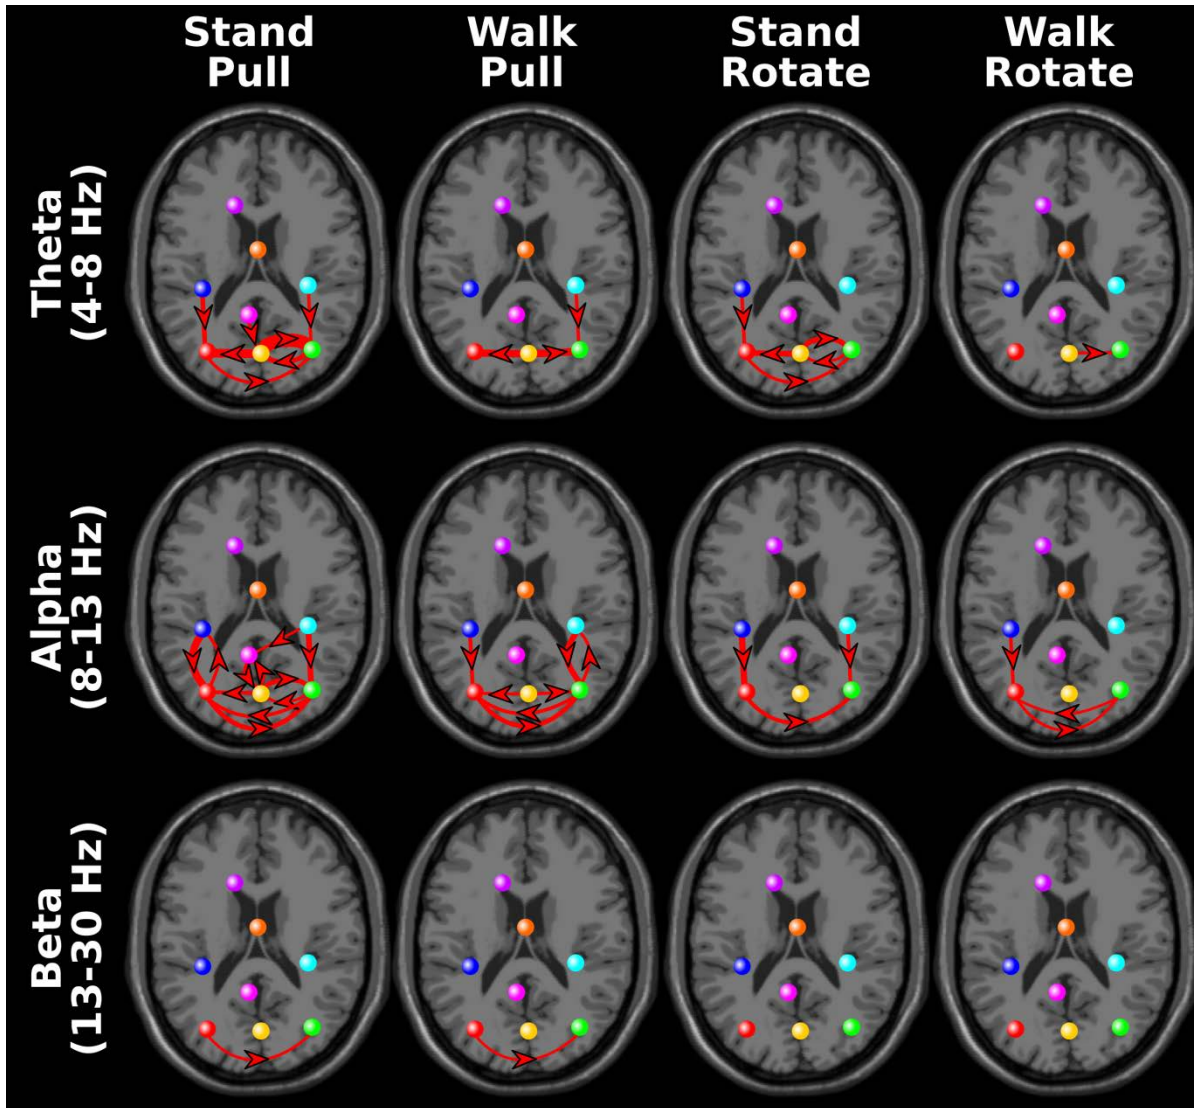 Stand Pull
Walk Pull
Stand Rotate
Walk Rotate
Theta
(4-8 Hz)
Alpha
(8-13 Hz)
Beta
(13-30 Hz)